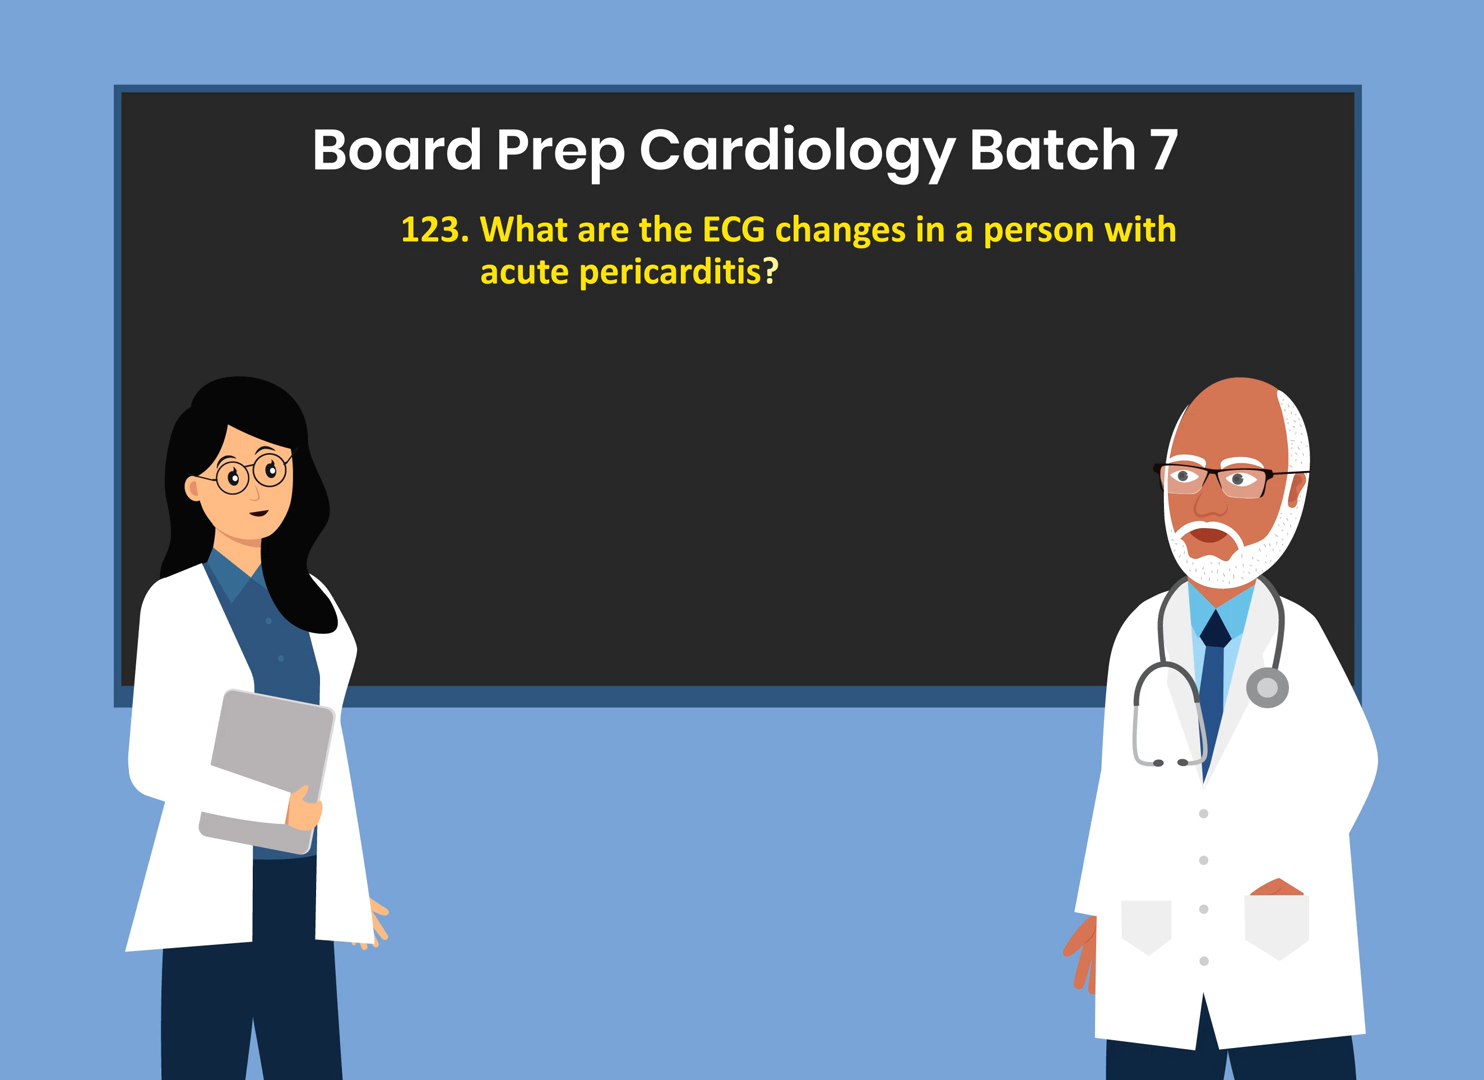 Board Prep Cardiology Batch 7
123. What are the ECG changes in a person with
acute pericarditis?